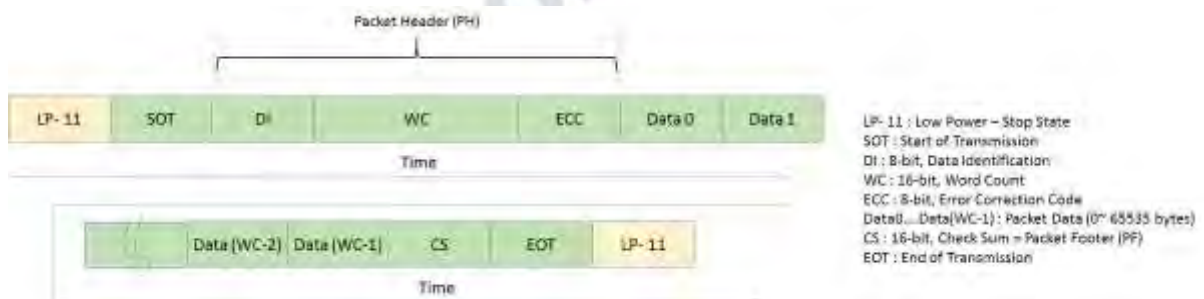 Packet Header (PH)
LP- 11 SOT DI WC ECC Data 0 Data 1
Time
Data (WC-2) Data (WC-1) CS EOT LP- 11
Time
LP- 11 : Low Power – Stop State
SOT : Start of Transmission
DI : 8-bit, Data Identification
WC : 16-bit, Word Count
ECC : 8-bit, Error Correction Code
Data0....Data(WC-1) : Packet Data (0~ 65535 bytes)
CS : 16-bit, Check Sum = Packet Footer (PF)
EOT : End of Transmission